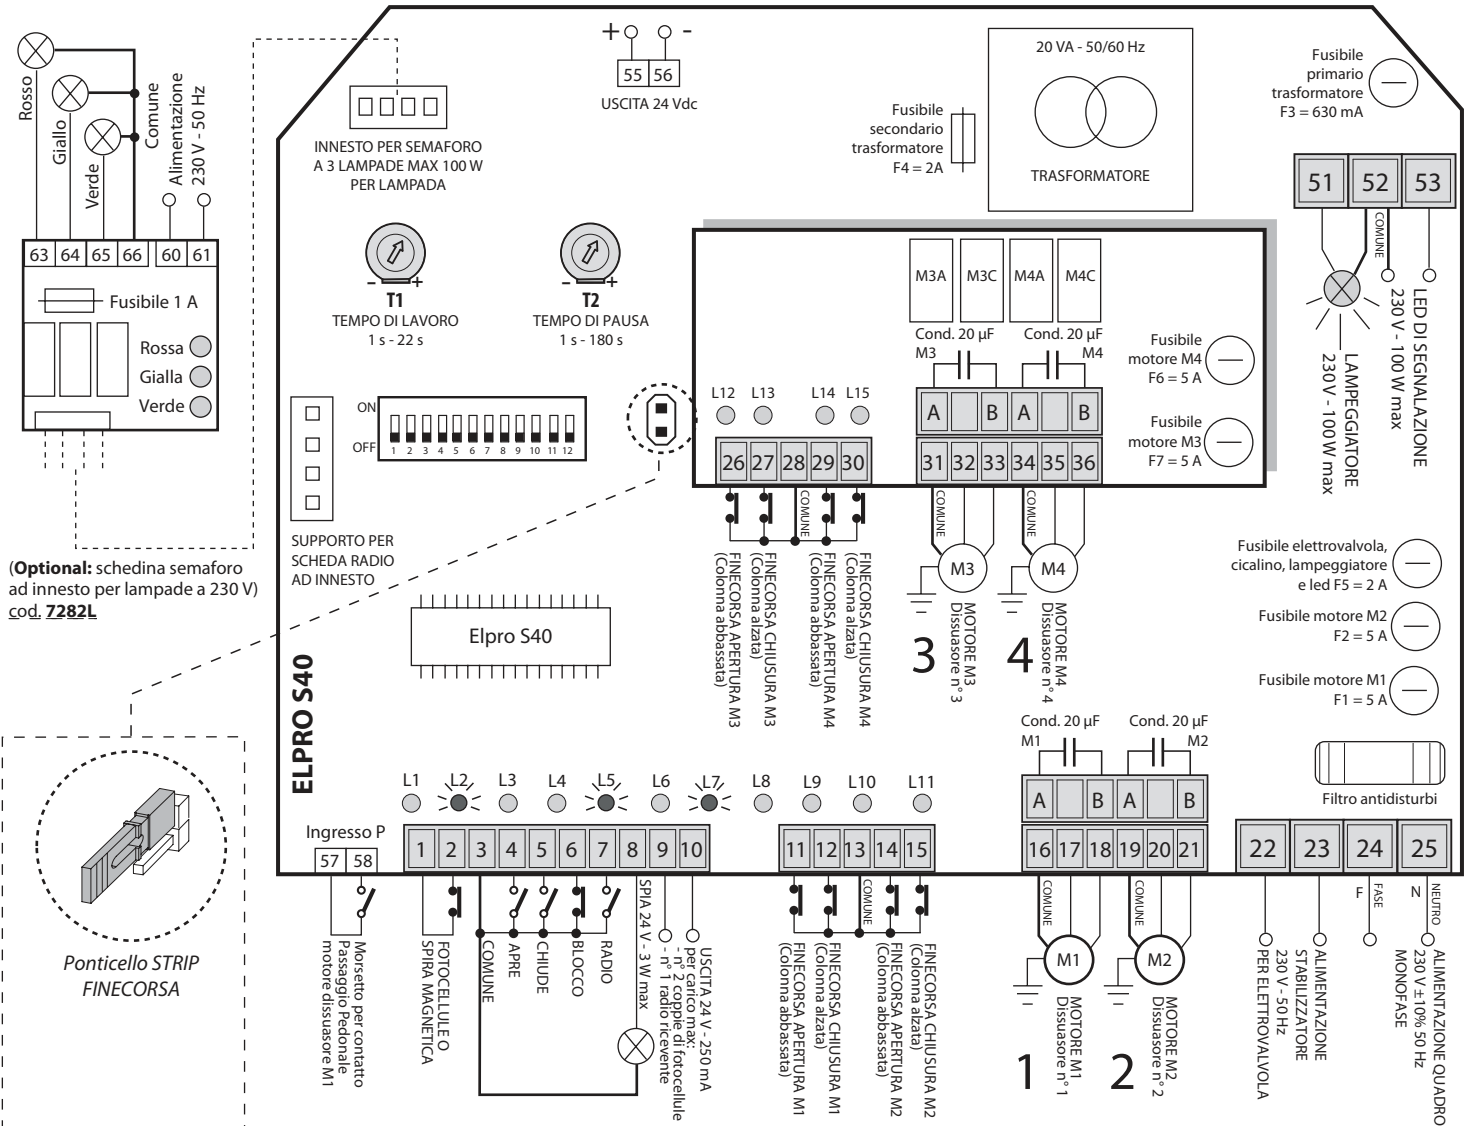 + -
55 56
USCITA 24 Vdc
20 VA - 50/60 Hz
TRASFORMATORE
Fusibile
primario
trasformatore
F3 = 630 mA
Fusibile
secondario
trasformatore
F4 = 2A
Rosso
Giallo
Verde
Comune
Alimentazione
230 V - 50 Hz
63 64 65 66 60 61
Fusibile 1 A
Rossa
Gialla
Verde
(Optional: schedina semaforo
ad innesto per lampade a 230 V)
cod. 7282L
INNESTO PER SEMAFORO
A 3 LAMPADE MAX 100 W
PER LAMPADA
- +
T1
TEMPO DI LAVORO
1 s - 22 s
- +
T2
TEMPO DI PAUSA
1 s - 180 s
ON
OFF
1 2 3 4 5 6 7 8 9 10 11 12
SUPPORTO PER
SCHEDA RADIO
AD INNESTO
Elpro S40
ELPRO S40
51 52 53
COMUNE
LAMPEGGIATORE
230 V - 100 W max
LED DI SEGNALAZIONE
230 V - 100 W max
M3A M3C M4A M4C
Cond. 20 µF
M3
Cond. 20 µF
M4
A B A B
31 32 33 34 35 36
Fusibile
motore M4
F6 = 5 A
Fusibile
motore M3
F7 = 5 A
L12 L13 L14 L15
26 27 28 29 30
COMUNE
FINECORSA APERTURA M3
(Colonna abbassata)
FINECORSA CHIUSURA M3
(Colonna alzata)
FINECORSA APERTURA M4
(Colonna abbassata)
FINECORSA CHIUSURA M4
(Colonna alzata)
COMUNE
M3
3
MOTORE M3
Dissuasore n° 3
COMUNE
M4
4
MOTORE M4
Dissuasore n° 4
Fusibile elettrovalvola,
cicalino, lampeggiatore
e led F5 = 2 A
Fusibile motore M2
F2 = 5 A
Fusibile motore M1
F1 = 5 A
Filtro antidisturbi
Ponticello STRIP
FINECORSA
L1 L2 L3 L4 L5 L6 L7 L8 L9 L10 L11
Ingresso P
57 58
1 2 3 4 5 6 7 8 9 10
11 12 13 14 15
Cond. 20 µF
M1
Cond. 20 µF
M2
A B A B
16 17 18 19 20 21
22 23 24 25
Morsetto per contatto
Passaggio Pedonale
motore dissuasore M1
FOTOCELLULE O
SPIRA MAGNETICA
COMUNE
APRE
CHIUDE
BLOCCO
RADIO
SPIA 24 V - 3 W max
USCITA 24 V - 250 mA
per carico max:
- n° 2 coppie di fotocellule
- n° 1 radio ricevente
COMUNE
FINECORSA APERTURA M1
(Colonna abbassata)
FINECORSA CHIUSURA M1
(Colonna alzata)
FINECORSA APERTURA M2
(Colonna abbassata)
FINECORSA CHIUSURA M2
(Colonna alzata)
COMUNE
M1
1
MOTORE M1
Dissuasore n° 1
COMUNE
M2
2
MOTORE M2
Dissuasore n° 2
PER ELETTROVALVOLA
230 V - 50 Hz
STABILIZZATORE
ALIMENTAZIONE
F
FASE
N
NEUTRO
ALIMENTAZIONE QUADRO
230 V ±10% 50 Hz
MONOFASE